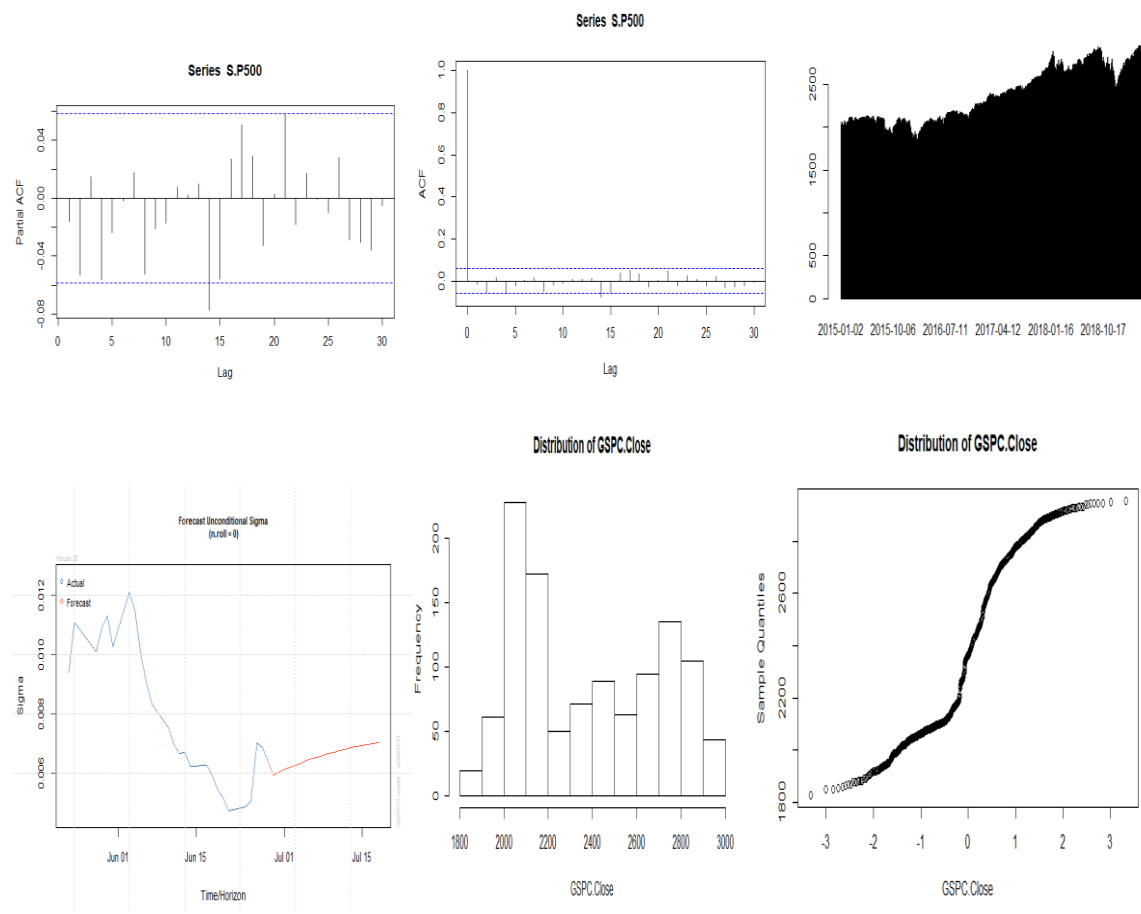 Series S.P500
Partial ACF
0.04
0.00
-0.04
-0.08
0 5 10 15 20 25 30
Lag
Series S.P500
ACF
1.0
0.8
0.6
0.4
0.2
0.0
0 5 10 15 20 25 30
Lag
2500
1500
500
0
2015-01-02 2015-10-06 2016-07-11 2017-04-12 2018-01-16 2018-10-17
Forecast Unconditional Sigma
(n.roll = 0)
Actual
Forecast
Sigma
0.012
0.010
0.008
0.006
Jun 01 Jun 15 Jul 01 Jul 15
Time/Horizon
Distribution of GSPC.Close
Frequency
200
150
100
50
0
1800 2000 2200 2400 2600 2800 3000
GSPC.Close
Distribution of GSPC.Close
Sample Quantiles
2600
2200
1800
-3 -2 -1 0 1 2 3
GSPC.Close